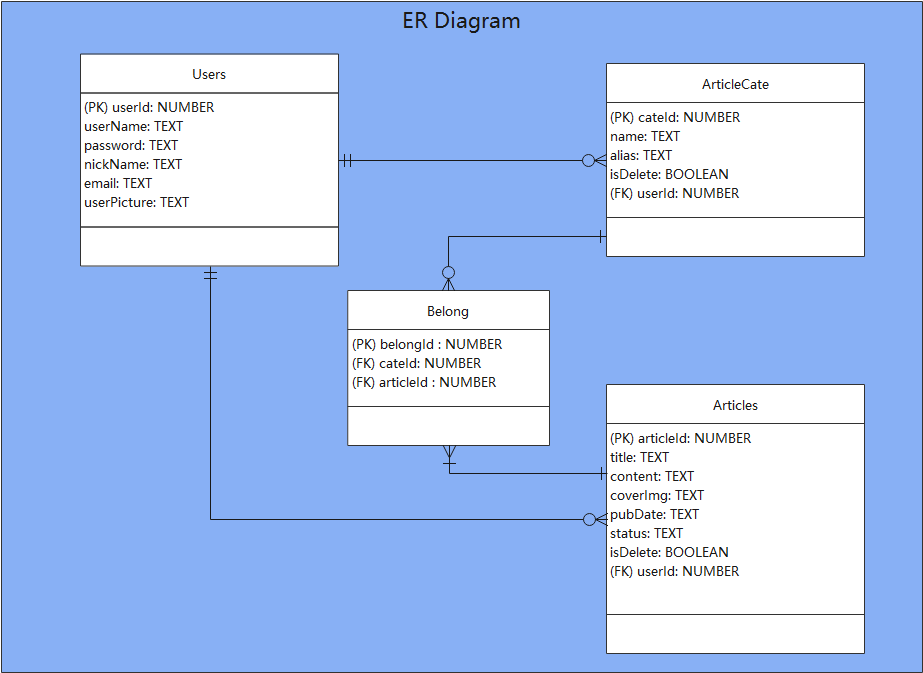 ER Diagram
Users
(PK) userId: NUMBER
userName: TEXT
password: TEXT
nickName: TEXT
email: TEXT
userPicture: TEXT
ArticleCate
(PK) cateId: NUMBER
name: TEXT
alias: TEXT
isDelete: BOOLEAN
(FK) userId: NUMBER
Belong
(PK) belongId : NUMBER
(FK) cateId: NUMBER
(FK) articleId : NUMBER
Articles
(PK) articleId: NUMBER
title: TEXT
content: TEXT
coverImg: TEXT
pubDate: TEXT
status: TEXT
isDelete: BOOLEAN
(FK) userId: NUMBER